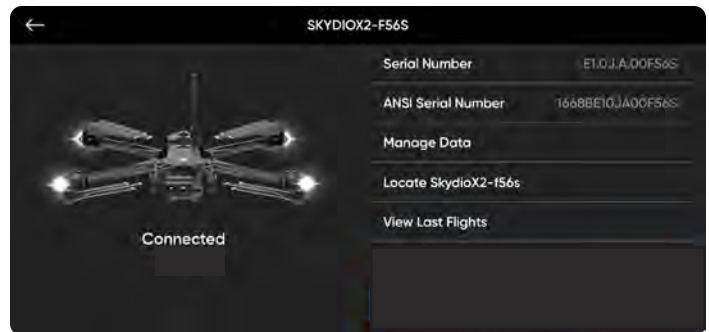 SKYDIOX2-F56S
Serial Number E1.0.J.A.00F56S
ANSI Serial Number 1668BE10JA00F56S
Manage Data
Locate SkydioX2-f56s
View Last Flights
Connected